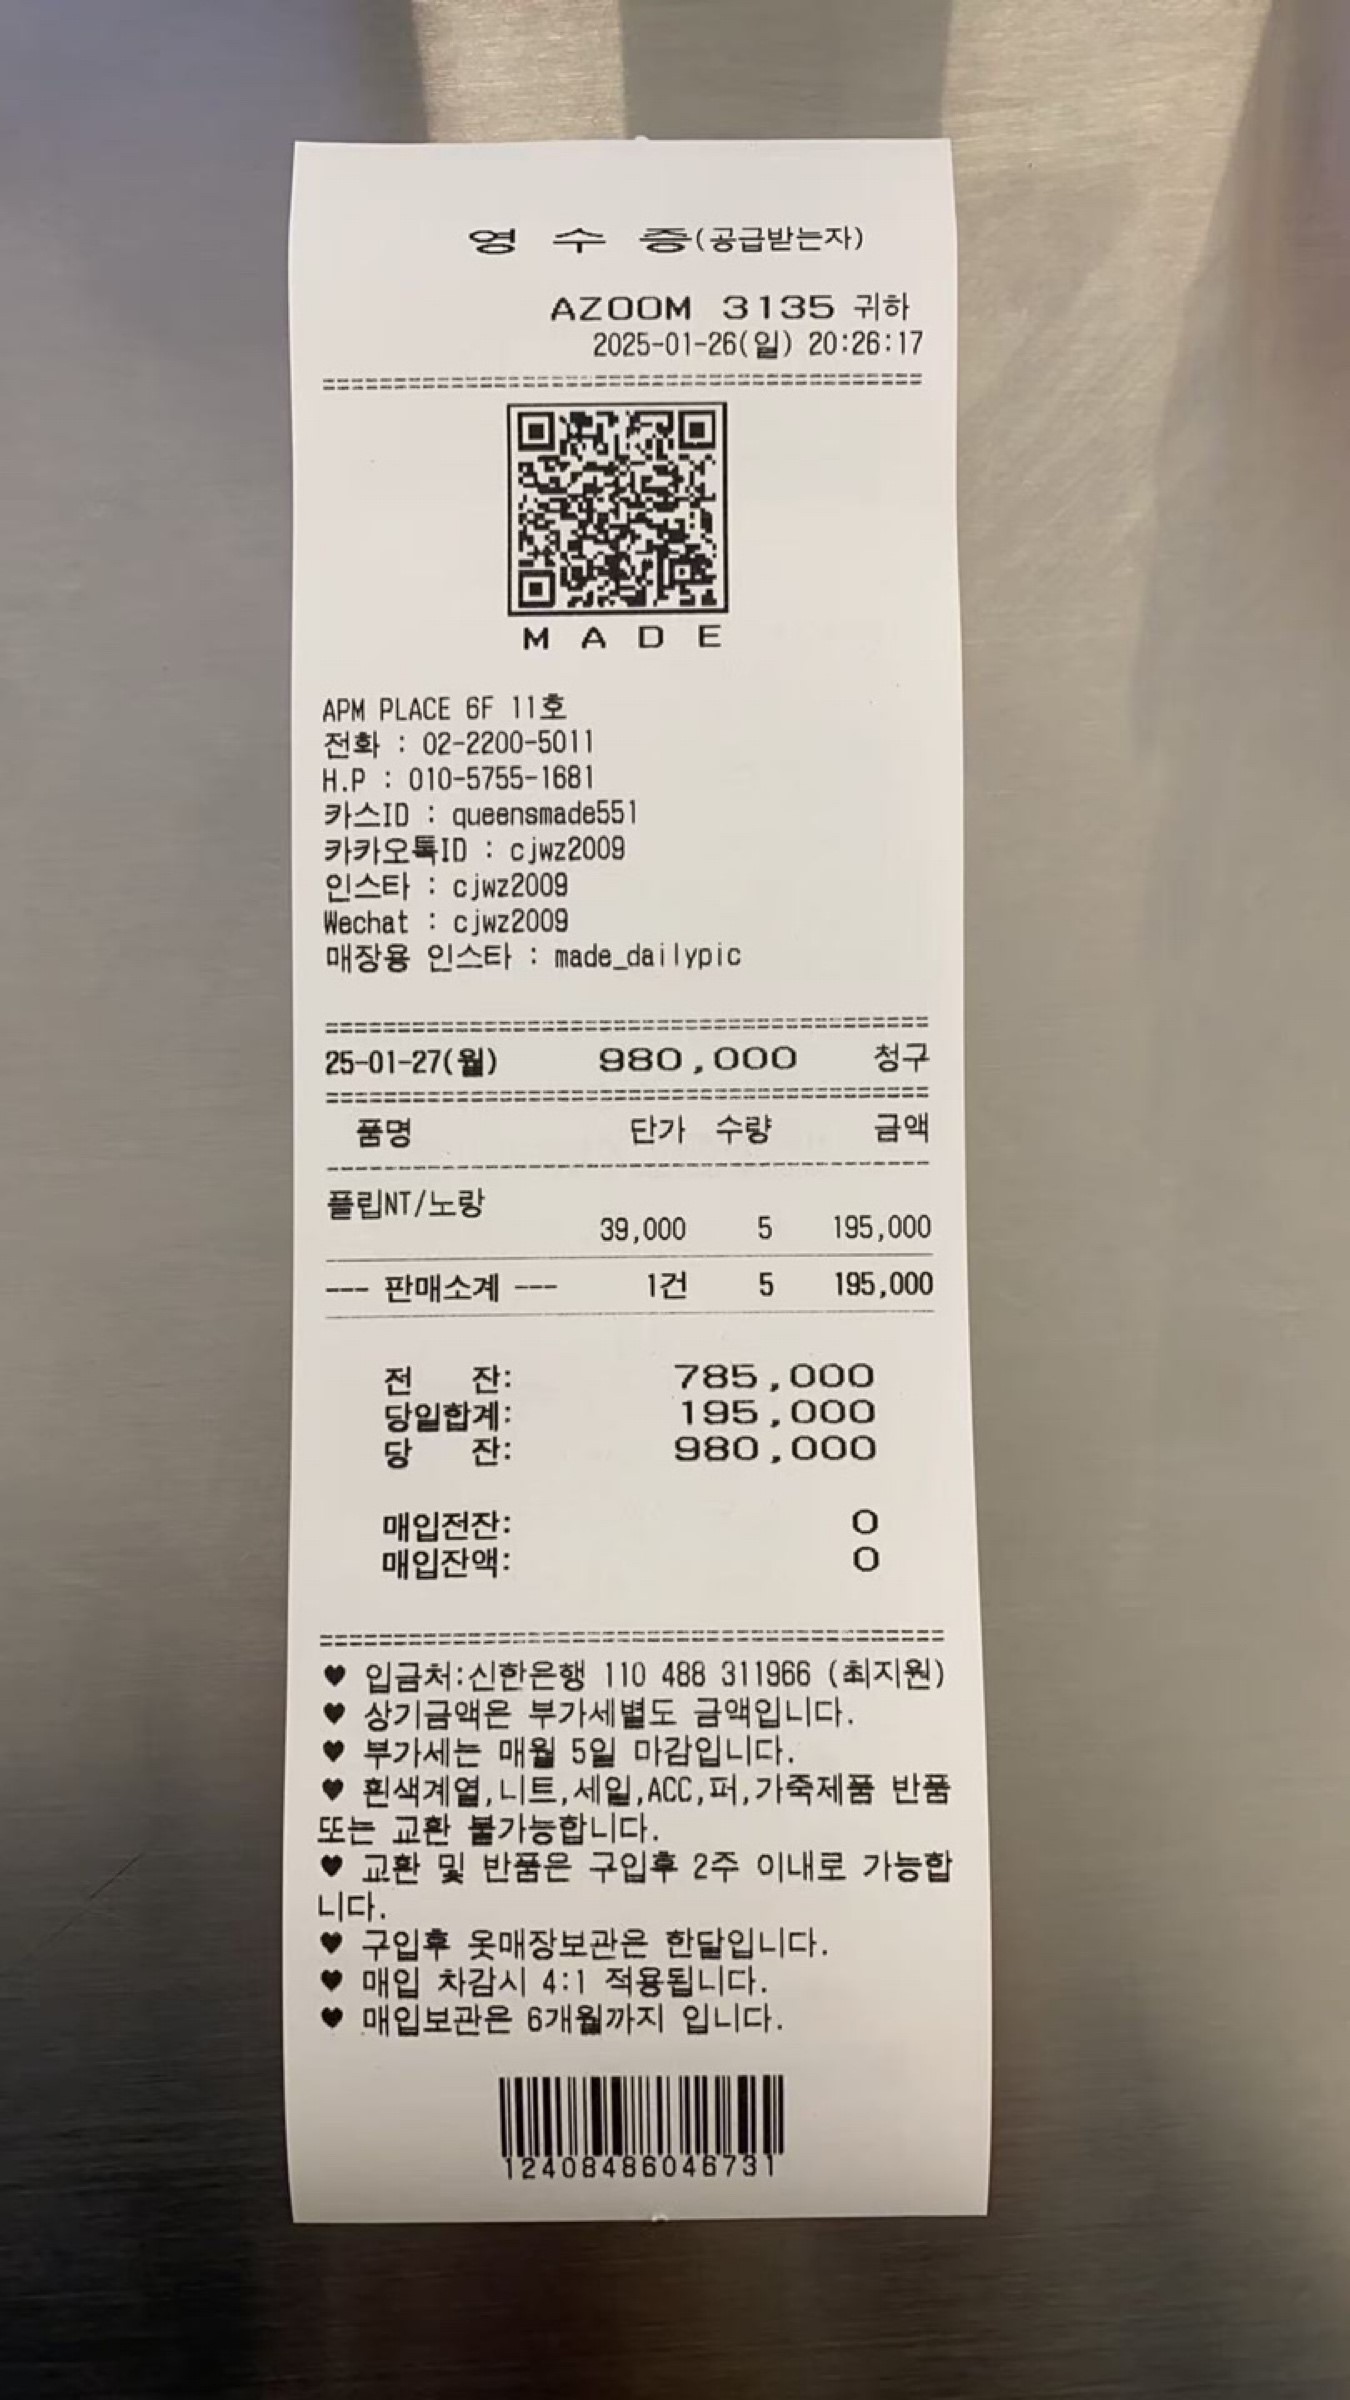 영 수 증(공급받는자)
AZOOM 3135 귀하
2025-01-26(일) 20:26:17
==========================================
M A D E
APM PLACE 6F 11호
전화 : 02-2200-5011
H.P : 010-5755-1681
카스ID : queensmade551
카카오톡ID : cjwz2009
인스타 : cjwz2009
Wechat : cjwz2009
매장용 인스타 : made_dailypic
==========================================
25-01-27(월) 980,000 청구
==========================================
품명 단가 수량 금액
------------------------------------------
플립NT/노랑
39,000 5 195,000
--- 판매소계 --- 1건 5 195,000
전 잔: 785,000
당일합계: 195,000
당 잔: 980,000
매입전잔: 0
매입잔액: 0
==========================================
♥ 입금처:신한은행 110 488 311966 (최지원)
♥ 상기금액은 부가세별도 금액입니다.
♥ 부가세는 매월 5일 마감입니다.
♥ 흰색계열,니트,세일,ACC,퍼,가죽제품 반품
또는 교환 불가능합니다.
♥ 교환 및 반품은 구입후 2주 이내로 가능합
니다.
♥ 구입후 옷매장보관은 한달입니다.
♥ 매입 차감시 4:1 적용됩니다.
♥ 매입보관은 6개월까지 입니다.
12408486046731